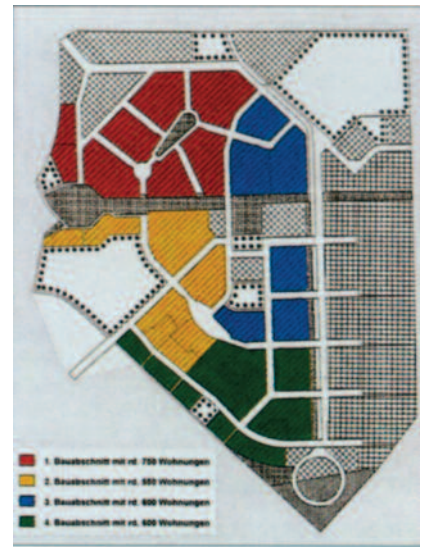 1. Bauabschnitt mit rd. 750 Wohnungen
2. Bauabschnitt mit rd. 550 Wohnungen
3. Bauabschnitt mit rd. 600 Wohnungen
4. Bauabschnitt mit rd. 600 Wohnungen